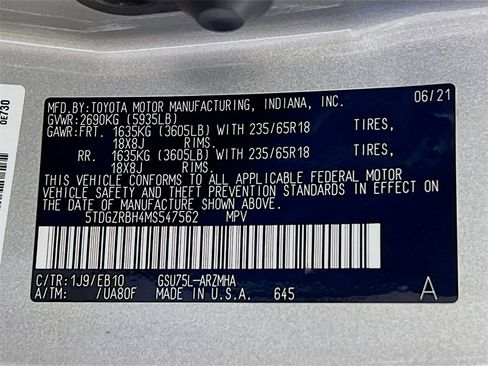 0E730
MFD.BY:TOYOTA MOTOR MANUFACTURING, INDIANA, INC. 06/21
GVWR:2690KG (5935LB)
GAWR:FRT. 1635KG (3605LB) WITH 235/65R18 TIRES,
18X8J RIMS.
RR. 1635KG (3605LB) WITH 235/65R18 TIRES,
18X8J RIMS.
THIS VEHICLE CONFORMS TO ALL APPLICABLE FEDERAL MOTOR
VEHICLE SAFETY AND THEFT PREVENTION STANDARDS IN EFFECT
ON THE DATE OF MANUFACTURE SHOWN ABOVE.
5TDGZRBH4MS547562 MPV
C/TR:1J9/EB10 GSU75L-ARZMHA
A/TM: /UA80F MADE IN U.S.A. 645 A